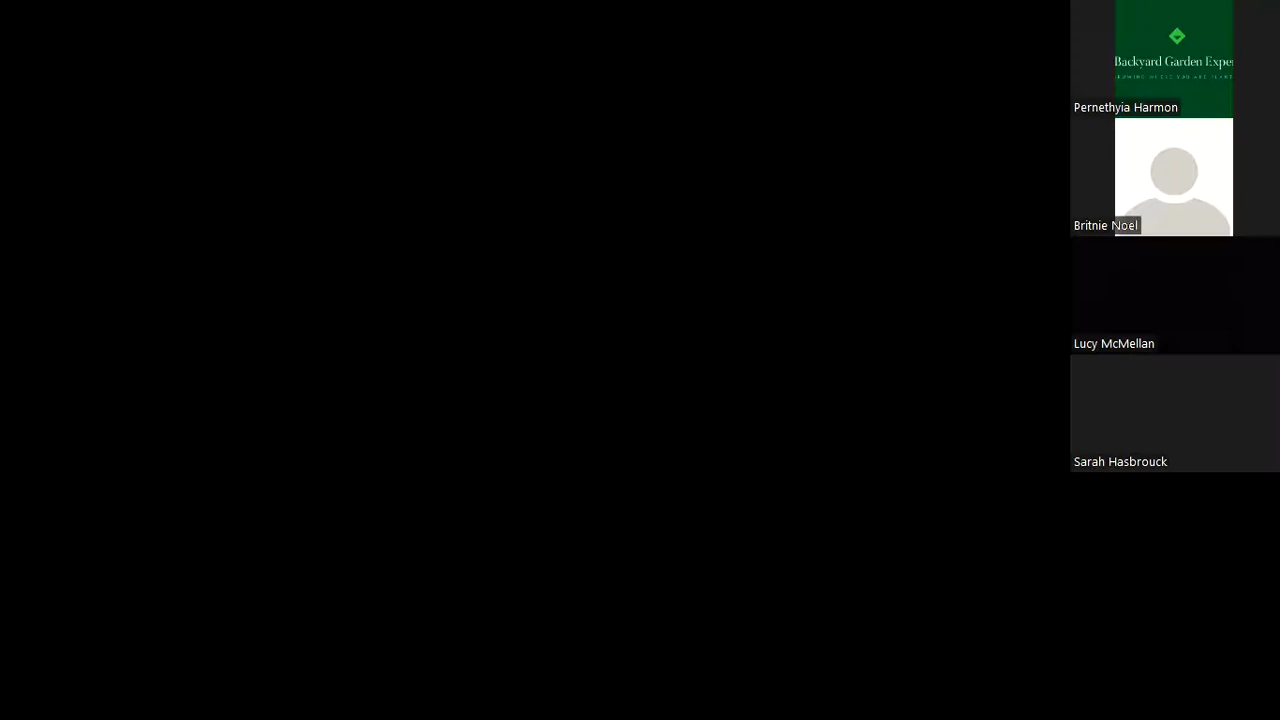 Backyard Garden Exper
Pernethyia Harmon
Britnie Noel
Lucy McMellan
Sarah Hasbrouck